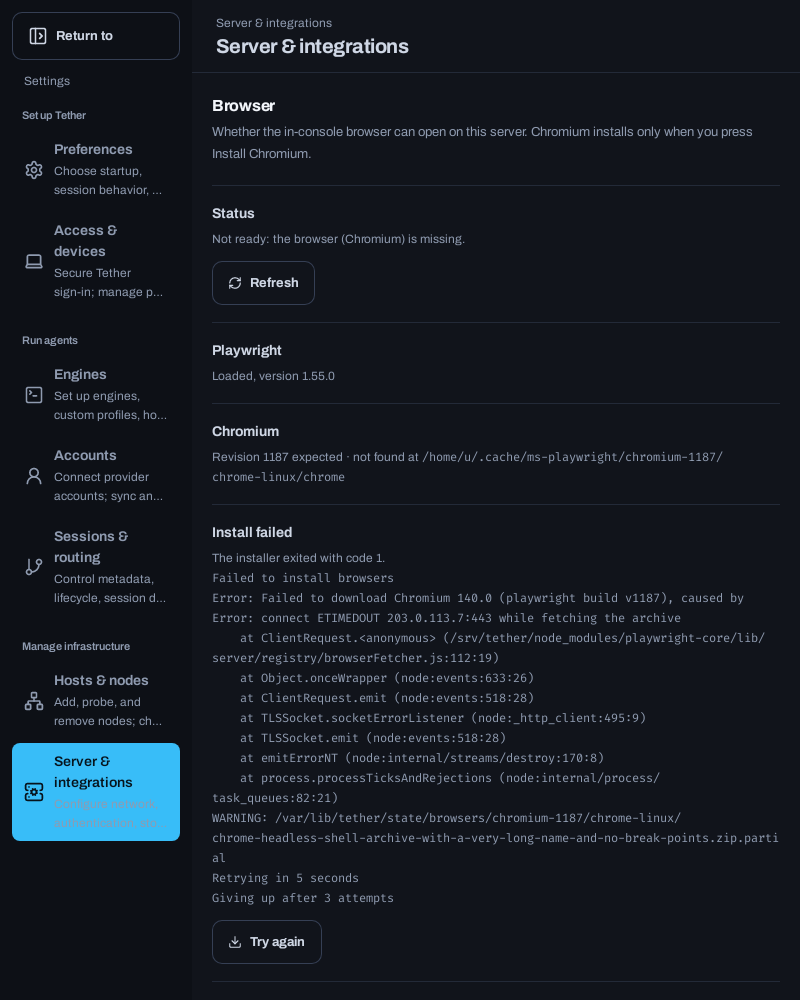 Return to
Settings
Set up Tether
Preferences
Choose startup,
session behavior, ...
Access &
devices
Secure Tether
sign-in; manage p...
Run agents
Engines
Set up engines,
custom profiles, ho...
Accounts
Connect provider
accounts; sync an...
Sessions &
routing
Control metadata,
lifecycle, session d...
Manage infrastructure
Hosts & nodes
Add, probe, and
remove nodes; ch...
Server &
integrations
Server & integrations
Server & integrations
Browser
Whether the in-console browser can open on this server. Chromium installs only when you press
Install Chromium.
Status
Not ready: the browser (Chromium) is missing.
Refresh
Playwright
Loaded, version 1.55.0
Chromium
Revision 1187 expected · not found at /home/u/.cache/ms-playwright/chromium-1187/
chrome-linux/chrome
Install failed
The installer exited with code 1.
Failed to install browsers
Error: Failed to download Chromium 140.0 (playwright build v1187), caused by
Error: connect ETIMEDOUT 203.0.113.7:443 while fetching the archive
    at ClientRequest.<anonymous> (/srv/tether/node_modules/playwright-core/lib/
server/registry/browserFetcher.js:112:19)
    at Object.onceWrapper (node:events:633:26)
    at ClientRequest.emit (node:events:518:28)
    at TLSSocket.socketErrorListener (node:_http_client:495:9)
    at TLSSocket.emit (node:events:518:28)
    at emitErrorNT (node:internal/streams/destroy:170:8)
    at process.processTicksAndRejections (node:internal/process/
task_queues:82:21)
WARNING: /var/lib/tether/state/browsers/chromium-1187/chrome-linux/
chrome-headless-shell-archive-with-a-very-long-name-and-no-break-points.zip.parti
al
Retrying in 5 seconds
Giving up after 3 attempts
Try again